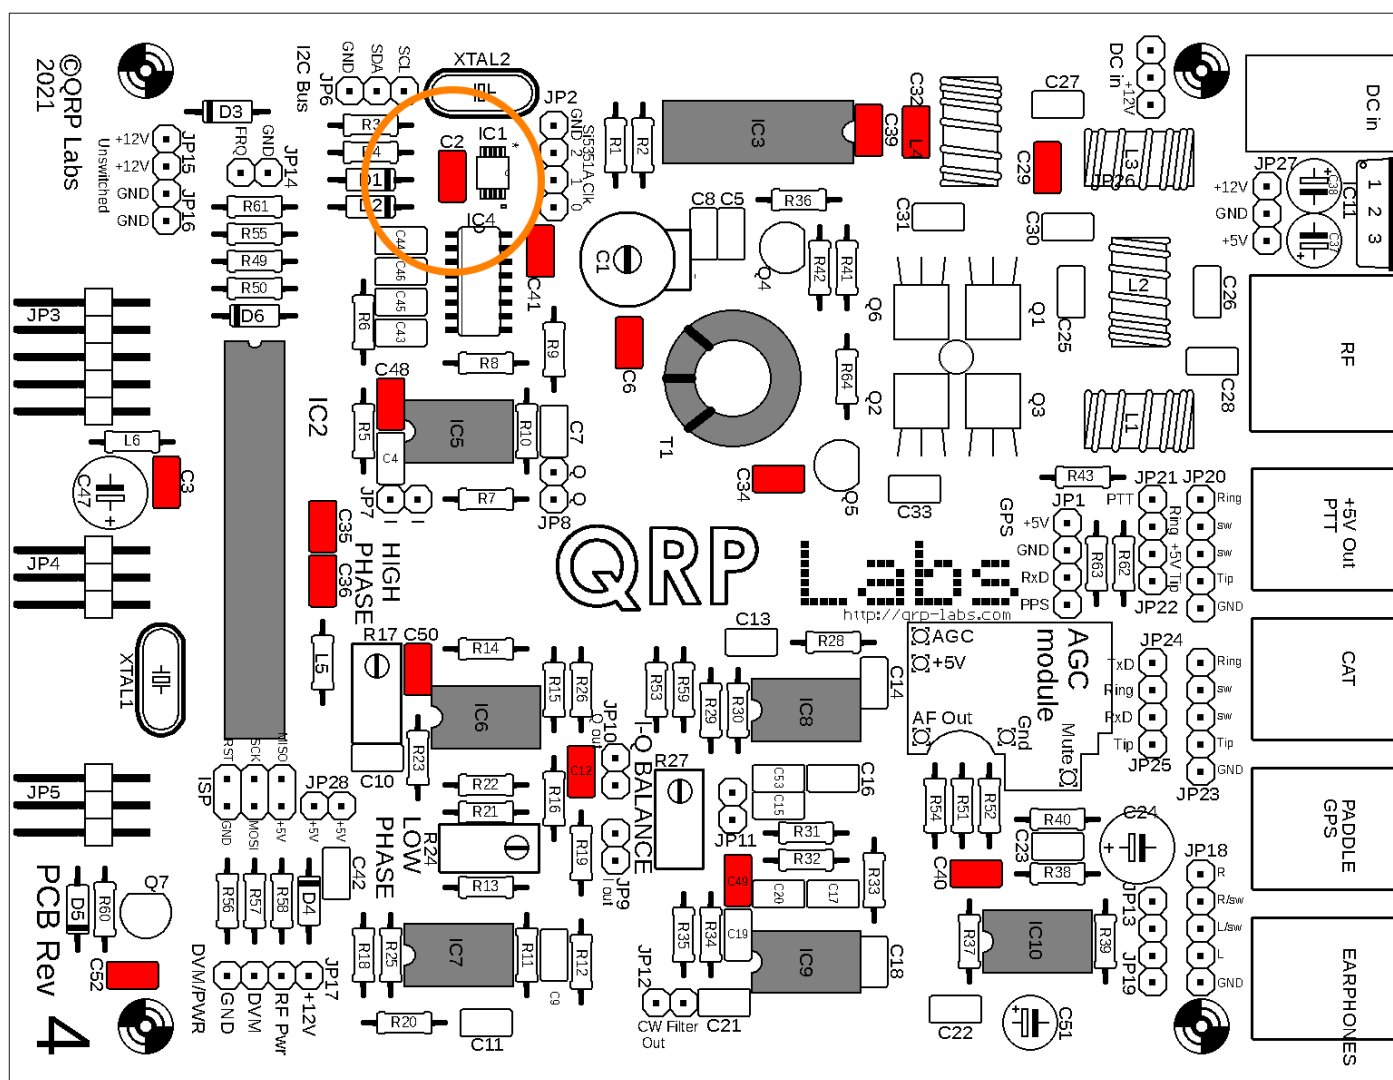 ©QRP Labs
2021
I2C Bus
GND
SDA
SCL
JP6
XTAL2
D3
FRQ
GND
JP14
+12V
+12V
GND
GND
Unswitched
JP15
JP16
R61
R55
R49
R50
D6
R3
R4
D1
D2
C2
IC1
*
IC4
JP2
GND
2
1
0
Si5351A Clk
C44
C46
C45
C43
C41
R6
R8
R9
R1
R2
IC3
C39
C32
L4
C27
C29
C31
C30
DC in
+12V
L3
JP26
DC in
JP27
+12V
GND
+5V
C38
C37
IC11
1
2
3
C1
C8
C5
R36
Q4
R42
R41
R64
Q6
Q1
Q2
Q3
C25
L2
C26
C28
L1
RF
C6
T1
C34
Q5
C33
JP3
L6
C47
C3
JP4
IC2
C48
R5
C4
IC5
R10
C7
JP7
I
I
R7
Q
Q
JP8
C35
C36
HIGH
PHASE
QRP
Labs
http://qrp-labs.com
R43
GPS
JP1
+5V
GND
RxD
PPS
R63
R62
JP21
PTT
Ring
+5V
Tip
JP22
JP20
Ring
sw
sw
Tip
GND
+5V Out
PTT
XTAL1
L5
R17
C50
R14
IC6
R15
R26
R23
C10
R22
R21
R24
R16
C12
R19
R13
LOW
PHASE
Q out
JP10
I-Q BALANCE
R27
JP9
I out
R53
R59
R29
R30
C13
R28
IC8
C14
C53
C15
C16
JP11
R31
R32
C49
C20
C17
R33
AGC
+5V
AGC
module
AF Out
Gnd
Mute
JP24
TxD
Ring
RxD
Tip
JP25
Ring
sw
sw
Tip
GND
JP23
CAT
R54
R51
R52
R40
C23
R38
C24
C40
JP5
RST
SCK
MISO
ISP
GND
MOSI
+5V
JP28
+5V
+5V
C42
PCB Rev
4
D5
R60
Q7
C52
R56
R57
R58
D4
DVM/PWR
GND
DVM
RF Pwr
+12V
JP17
R18
R25
IC7
R11
C9
R12
R20
C11
R35
R34
C19
IC9
C18
JP12
CW Filter
Out
C21
R37
IC10
R39
C22
C51
JP13
JP19
JP18
R
R/sw
L/sw
L
GND
PADDLE
GPS
EARPHONES